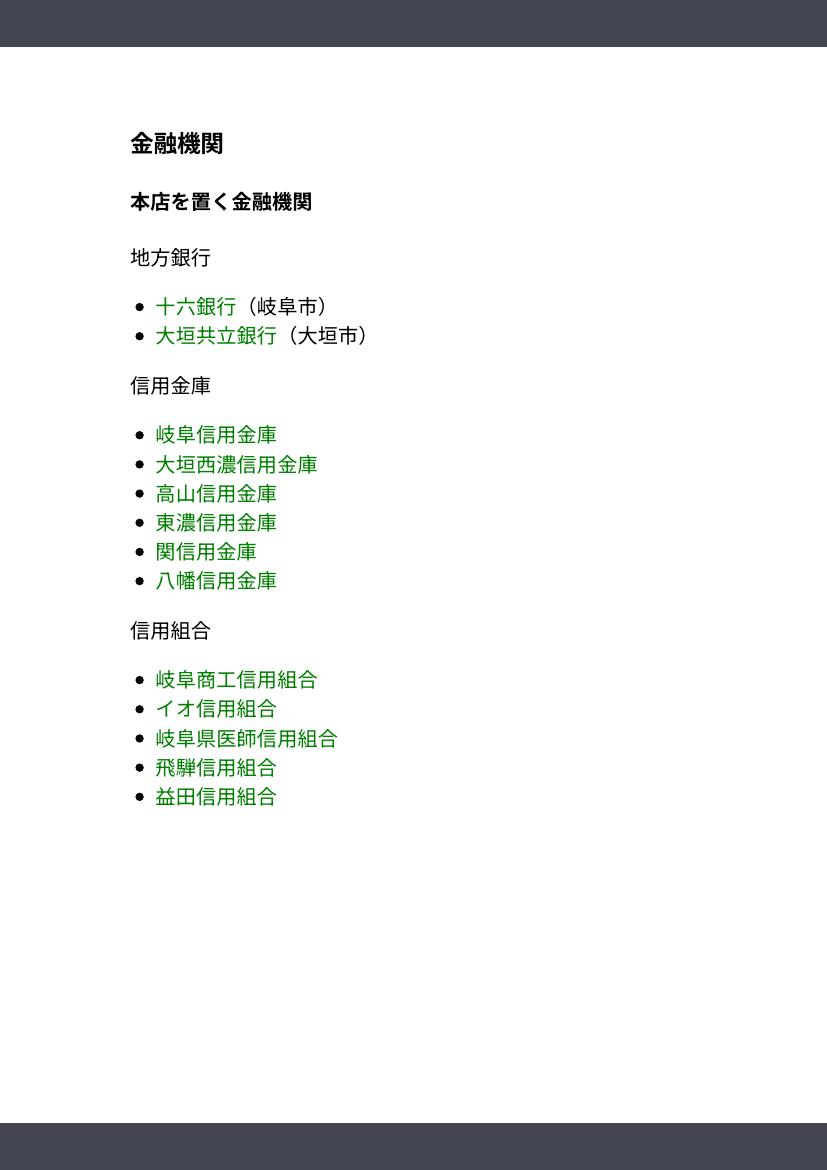 金融機関
本店を置く金融機関
地方銀行
十六銀行（岐阜市）
大垣共立銀行（大垣市）
信用金庫
岐阜信用金庫
大垣西濃信用金庫
高山信用金庫
東濃信用金庫
関信用金庫
八幡信用金庫
信用組合
岐阜商工信用組合
イオ信用組合
岐阜県医師信用組合
飛騨信用組合
益田信用組合